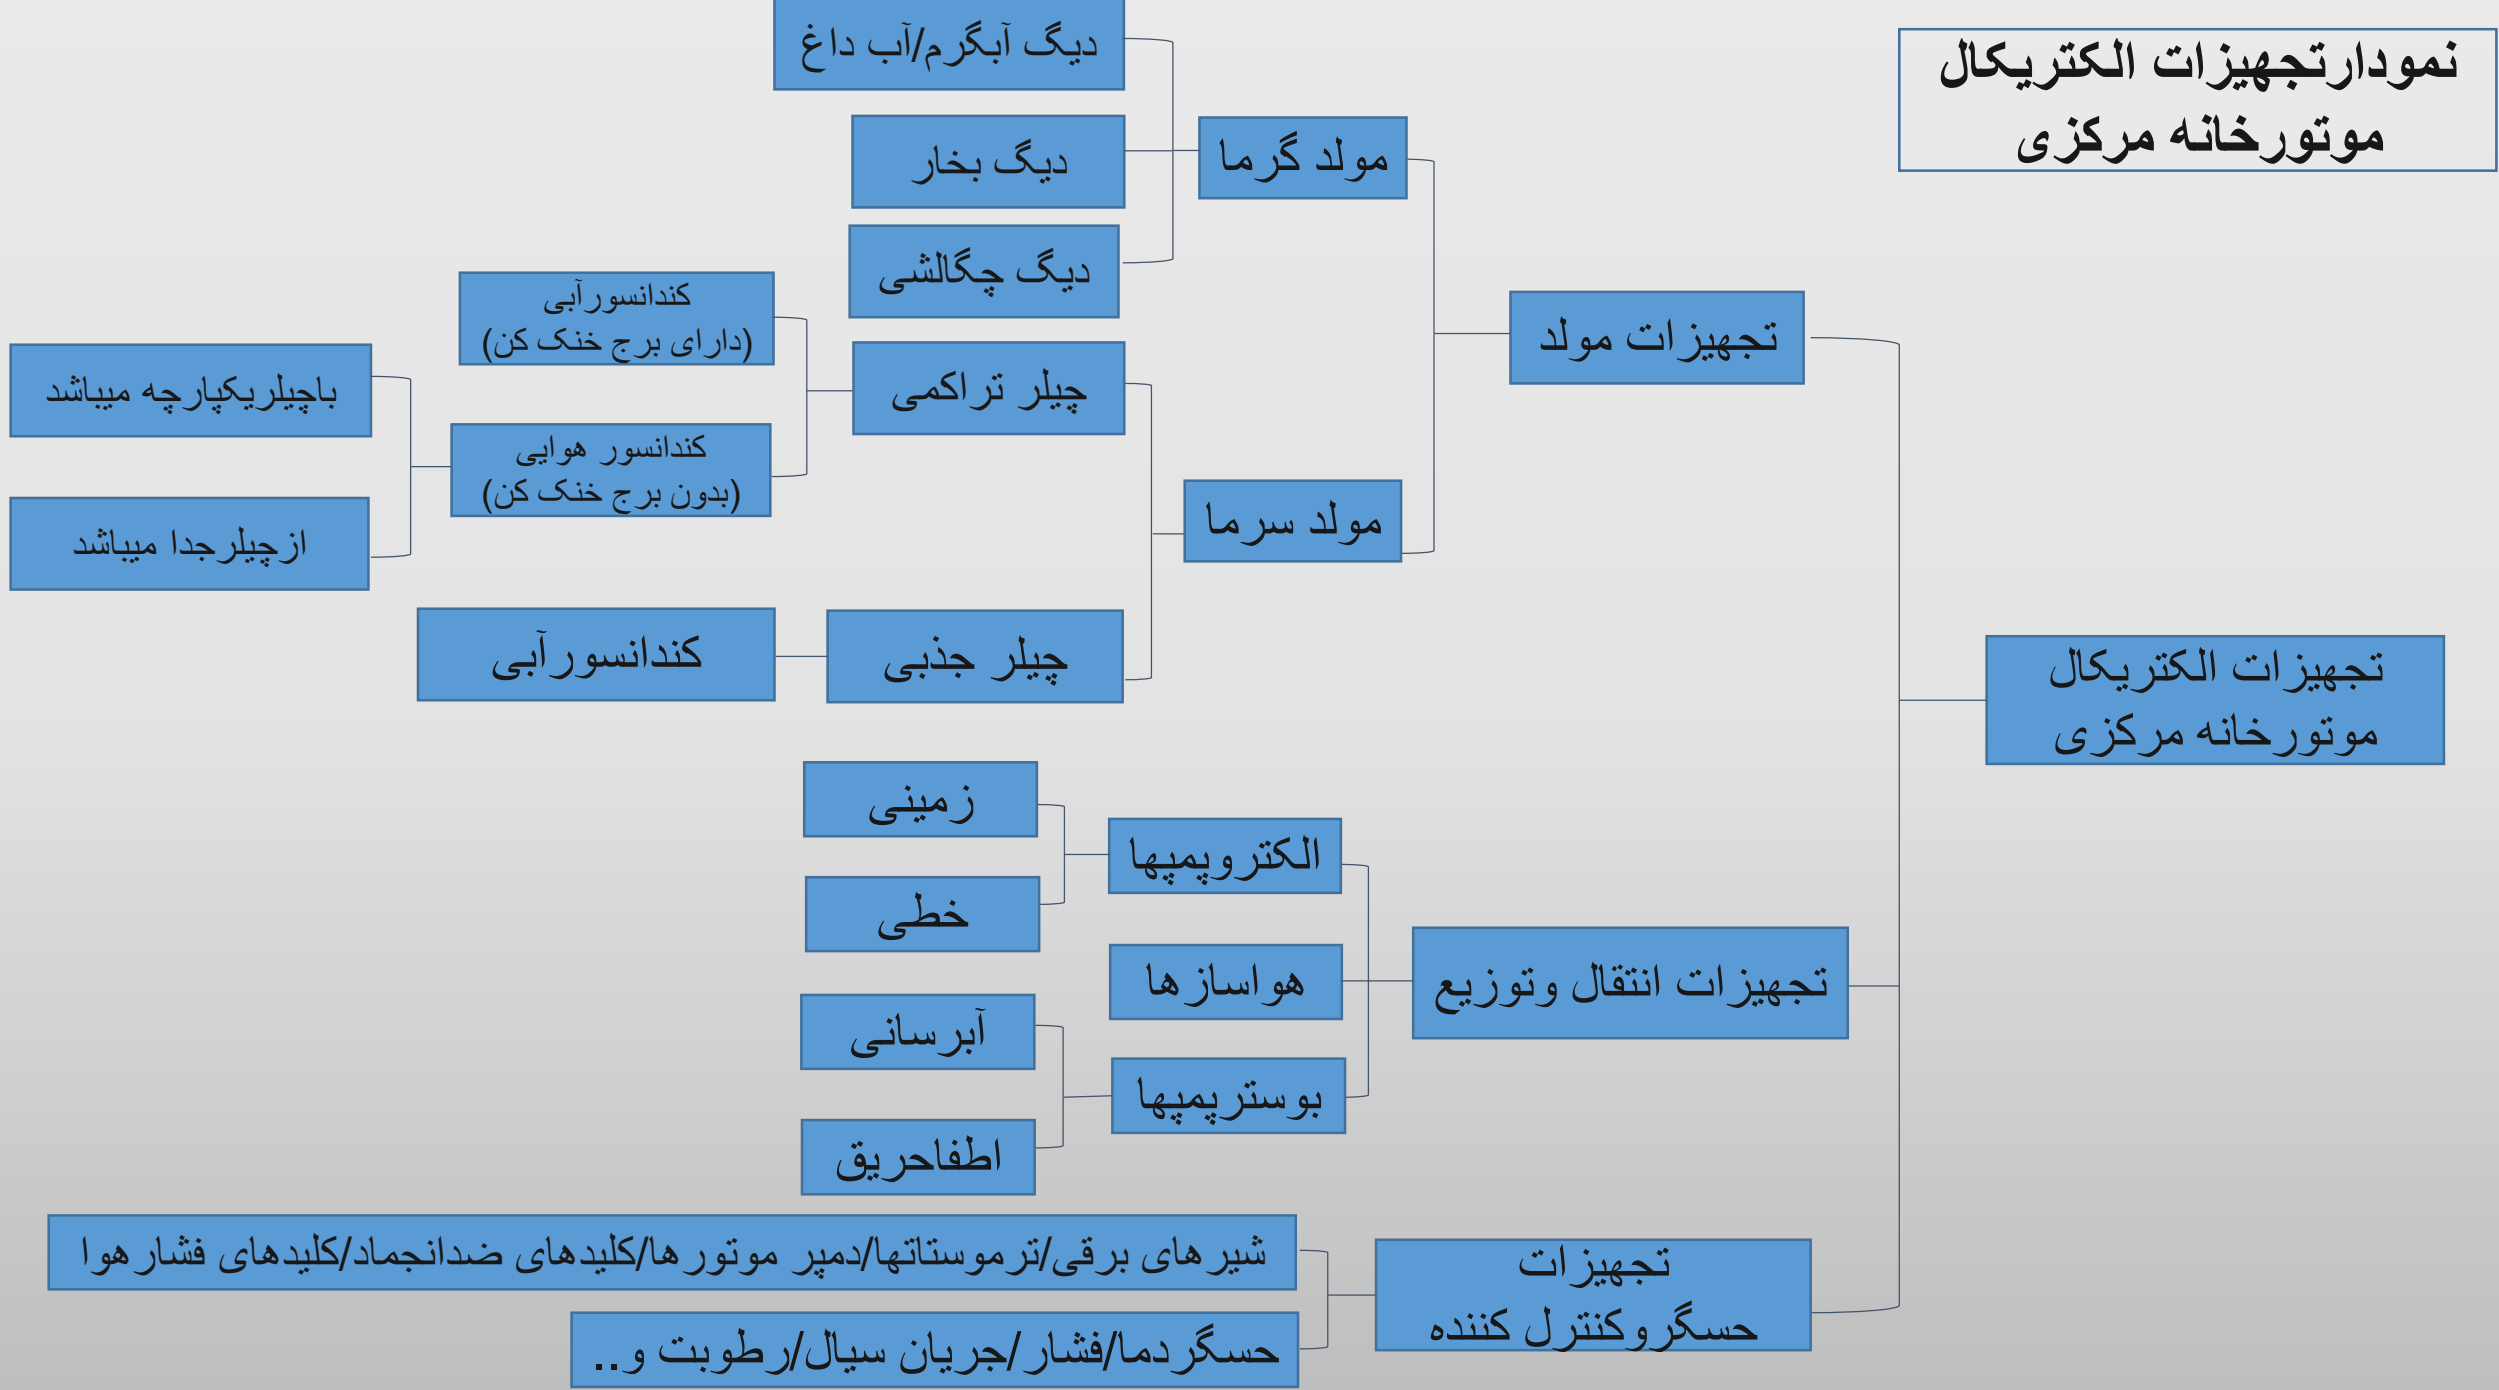 نمودارتجهیزت الکتریکال
موتورخانه مرکزی
تجهیزات الکتریکال
موتورخانه مرکزی
تجهیزات مولد
مولد گرما
دیگ آبگرم/آب داغ
دیگ بخار
دیگ چگالشی
مولد سرما
چیلر تراکمی
کندانسورآبی
(دارای برج خنک کن)
کندانسور هوایی
(بدون برج خنک کن)
باچیلریکپارچه میباشد
ازچیلرجدا میباشد
چیلر جذبی
کندانسورآبی
تجهیزات انتقال وتوزیع
الکتروپمپها
زمینی
خطی
هواسازها
بوسترپمپها
آبرسانی
اطفاحریق
تجهیزات
حسگروکنترل کننده
شیرهای برقی/ترموستاتها/دمپر موتورها/کلیدهای ضدانجماد/کلیدهای فشارهوا
حسگردما/فشار/جریان سیال/رطوبت و..